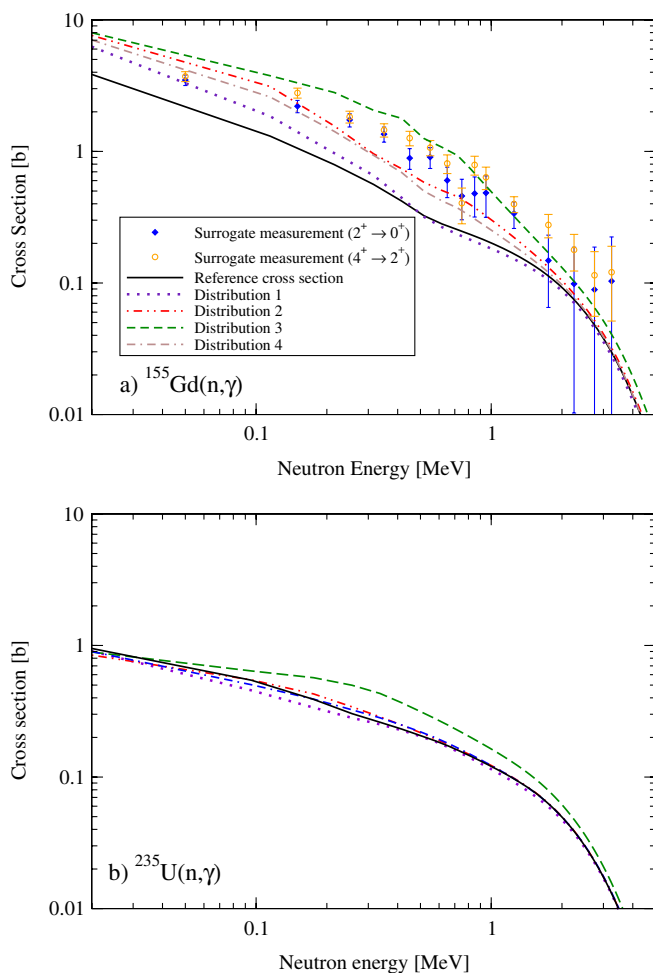 10
1
0.1
0.01
Cross Section [b]
Surrogate measurement (2⁺ → 0⁺)
Surrogate measurement (4⁺ → 2⁺)
Reference cross section
Distribution 1
Distribution 2
Distribution 3
Distribution 4
a) ¹⁵⁵Gd(n,γ)
0.1
1
Neutron Energy [MeV]
10
1
0.1
0.01
Cross section [b]
b) ²³⁵U(n,γ)
0.1
1
Neutron energy [MeV]